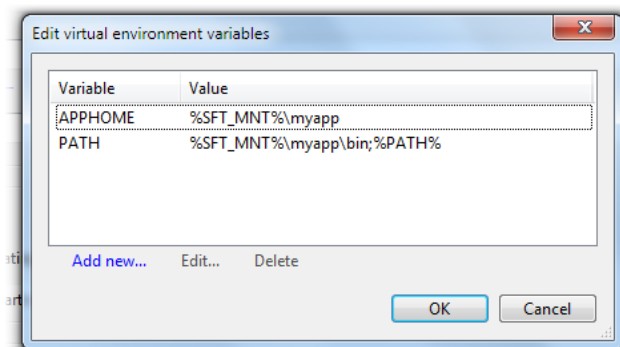 Edit virtual environment variables
Variable Value
APPHOME %SFT_MNT%\myapp
PATH %SFT_MNT%\myapp\bin;%PATH%
Add new... Edit... Delete
OK Cancel